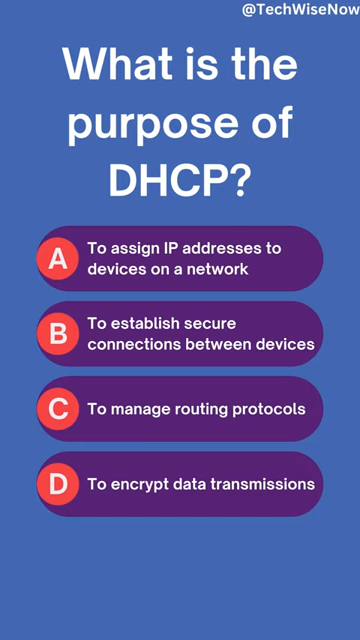 @TechWiseNow
What is the
purpose of
DHCP?
A
To assign IP addresses to
devices on a network
B
To establish secure
connections between devices
C
To manage routing protocols
D
To encrypt data transmissions